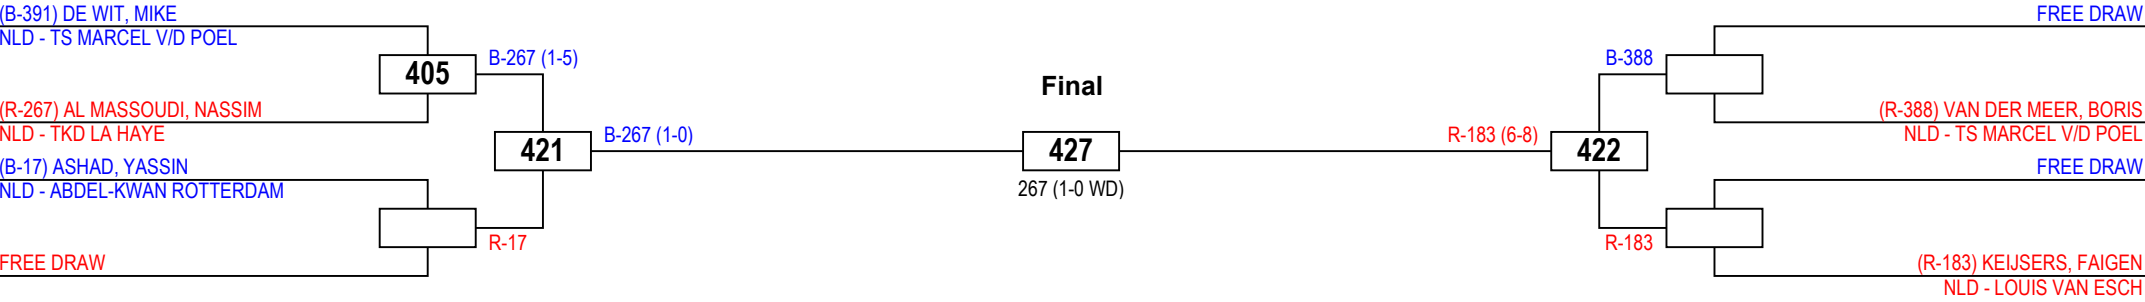 (B-391) DE WIT, MIKE
NLD - TS MARCEL V/D POEL
405
B-267 (1-5)
(R-267) AL MASSOUDI, NASSIM
NLD - TKD LA HAYE
421
B-267 (1-0)
(B-17) ASHAD, YASSIN
NLD - ABDEL-KWAN ROTTERDAM
R-17
FREE DRAW
Final
427
267 (1-0 WD)
FREE DRAW
B-388
(R-388) VAN DER MEER, BORIS
NLD - TS MARCEL V/D POEL
R-183 (6-8)
422
FREE DRAW
R-183
(R-183) KEIJSERS, FAIGEN
NLD - LOUIS VAN ESCH